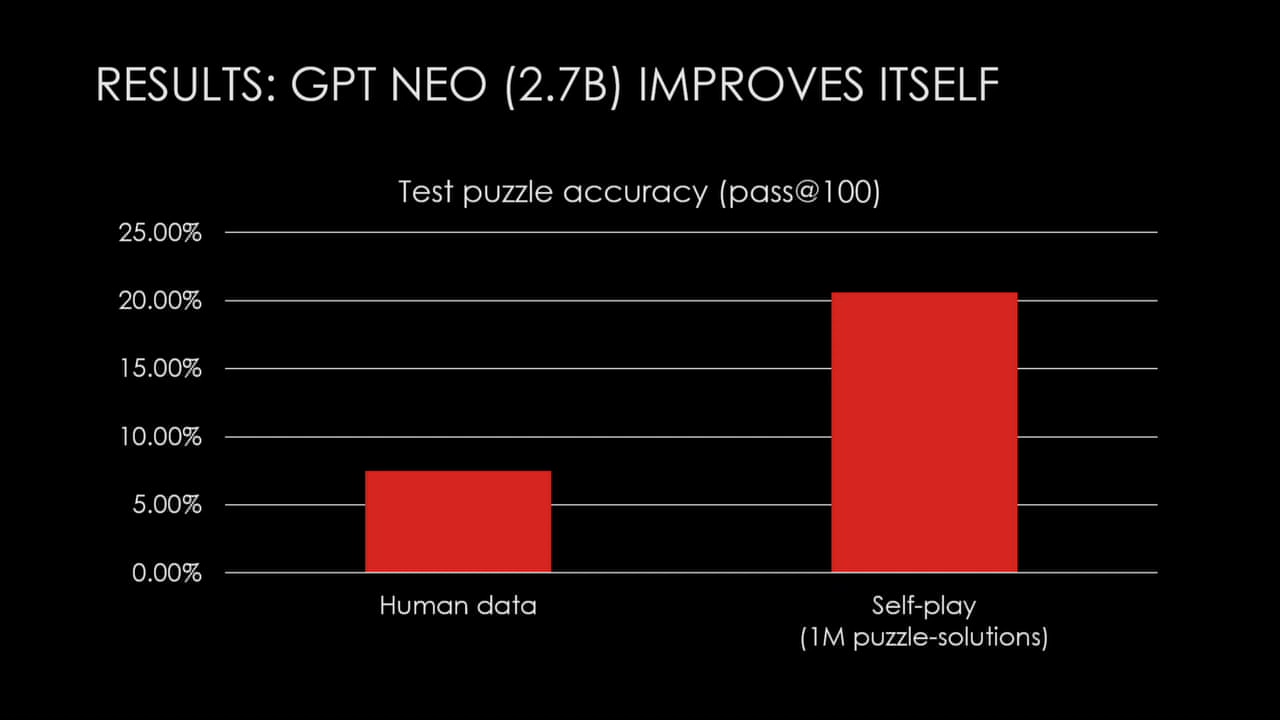 RESULTS: GPT NEO (2.7B) IMPROVES ITSELF
Test puzzle accuracy (pass@100)
25.00%
20.00%
15.00%
10.00%
5.00%
0.00%
Human data
Self-play
(1M puzzle-solutions)